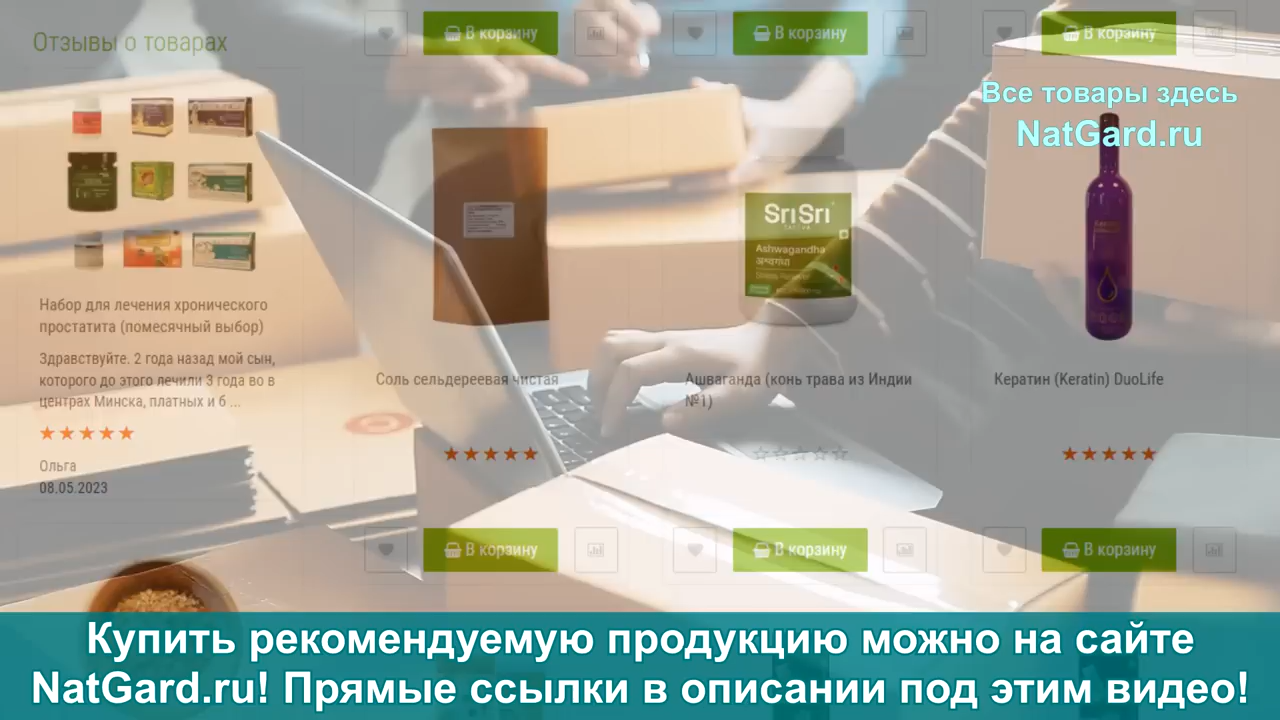 Отзывы о товарах
В корзину
В корзину
В корзину
Все товары здесь
NatGard.ru
Sri Sri
TATTVA
Ashwagandha
अश्वगंधा
Набор для лечения хронического
простатита (помесячный выбор)
Здравствуйте. 2 года назад мой сын,
которого до этого лечили 3 года во в
центрах Минска, платных и б ...
Ольга
08.05.2023
Соль сельдереевая чистая
Ашваганда (конь трава из Индии
№1)
Кератин (Keratin) DuoLife
В корзину
В корзину
В корзину
Купить рекомендуемую продукцию можно на сайте
NatGard.ru! Прямые ссылки в описании под этим видео!